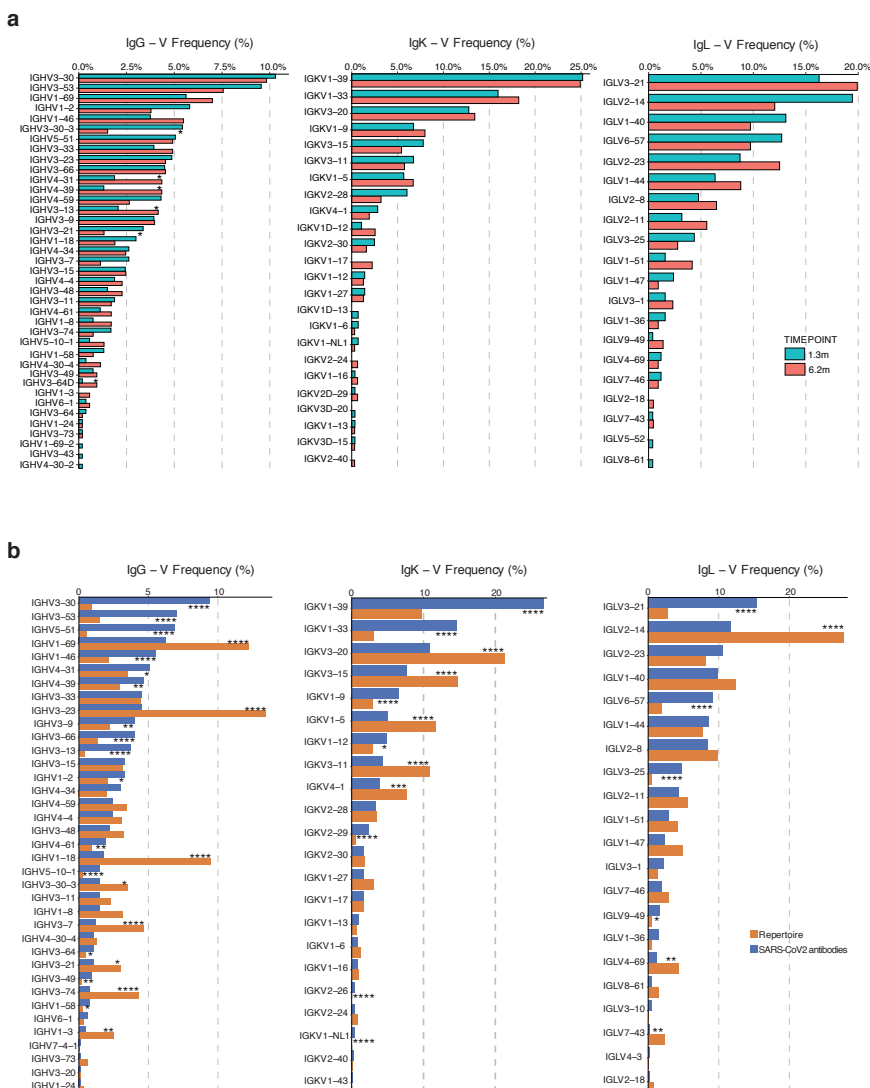 a
IgG – V Frequency (%)
0.0% 2.5% 5.0% 7.5% 10.0%
IGHV3−30
IGHV3−53
IGHV1−69
IGHV1−2
IGHV1−46
IGHV3−30−3
*
IGHV5−51
IGHV3−33
IGHV3−23
IGHV3−66
IGHV4−31
*
IGHV4−39
*
IGHV4−59
IGHV3−13
*
IGHV3−9
IGHV3−21
*
IGHV1−18
IGHV4−34
IGHV3−7
IGHV3−15
IGHV4−4
IGHV3−48
IGHV3−11
IGHV4−61
IGHV1−8
IGHV3−74
IGHV5−10−1
IGHV1−58
IGHV4−30−4
IGHV3−49
IGHV3−64D
*
IGHV1−3
IGHV6−1
IGHV3−64
IGHV1−24
IGHV3−73
IGHV1−69−2
IGHV3−43
IGHV4−30−2
IgK – V Frequency (%)
0.0% 5.0% 10.0% 15.0% 20.0% 25.0%
IGKV1−39
IGKV1−33
IGKV3−20
IGKV1−9
IGKV3−15
IGKV3−11
IGKV1−5
IGKV2−28
IGKV4−1
IGKV1D−12
IGKV2−30
IGKV1−17
IGKV1−12
IGKV1−27
IGKV1D−13
IGKV1−6
IGKV1−NL1
IGKV2−24
IGKV1−16
IGKV2D−29
IGKV3D−20
IGKV1−13
IGKV3D−15
IGKV2−40
IgL – V Frequency (%)
0.0% 5.0% 10.0% 15.0% 20.0%
IGLV3−21
IGLV2−14
IGLV1−40
IGLV6−57
IGLV2−23
IGLV1−44
IGLV2−8
IGLV2−11
IGLV3−25
IGLV1−51
IGLV1−47
IGLV3−1
IGLV1−36
IGLV9−49
IGLV4−69
IGLV7−46
IGLV2−18
IGLV7−43
IGLV5−52
IGLV8−61
TIMEPOINT
1.3m
6.2m
b
IgG – V Frequency (%)
0 5 10
IGHV3−30
****
IGHV3−53
****
IGHV5−51
****
IGHV1−69
****
IGHV1−46
****
IGHV4−31
*
IGHV4−39
**
IGHV3−33
IGHV3−23
****
IGHV3−9
**
IGHV3−66
****
IGHV3−13
****
IGHV3−15
IGHV1−2
*
IGHV4−34
IGHV4−59
IGHV4−4
IGHV3−48
IGHV4−61
**
IGHV1−18
****
IGHV5−10−1
****
IGHV3−30−3
*
IGHV3−11
IGHV1−8
IGHV3−7
****
IGHV4−30−4
IGHV3−64
*
IGHV3−21
*
IGHV3−49
**
IGHV3−74
****
IGHV1−58
*
IGHV6−1
IGHV1−3
**
IGHV7−4−1
IGHV3−73
IGHV3−20
IGHV1−24
IgK – V Frequency (%)
0 10 20
IGKV1−39
****
IGKV1−33
****
IGKV3−20
****
IGKV3−15
****
IGKV1−9
****
IGKV1−5
****
IGKV1−12
*
IGKV3−11
****
IGKV4−1
***
IGKV2−28
IGKV2−29
****
IGKV2−30
IGKV1−27
IGKV1−17
IGKV1−13
IGKV1−6
IGKV1−16
IGKV2−26
****
IGKV2−24
IGKV1−NL1
****
IGKV2−40
IGKV1−43
IgL – V Frequency (%)
0 10 20
IGLV3−21
****
IGLV2−14
****
IGLV2−23
IGLV1−40
IGLV6−57
****
IGLV1−44
IGLV2−8
IGLV3−25
****
IGLV2−11
IGLV1−51
IGLV1−47
IGLV3−1
IGLV7−46
IGLV9−49
*
IGLV1−36
IGLV4−69
**
IGLV8−61
IGLV3−10
IGLV7−43
**
IGLV4−3
IGLV2−18
Repertoire
SARS-CoV2 antibodies